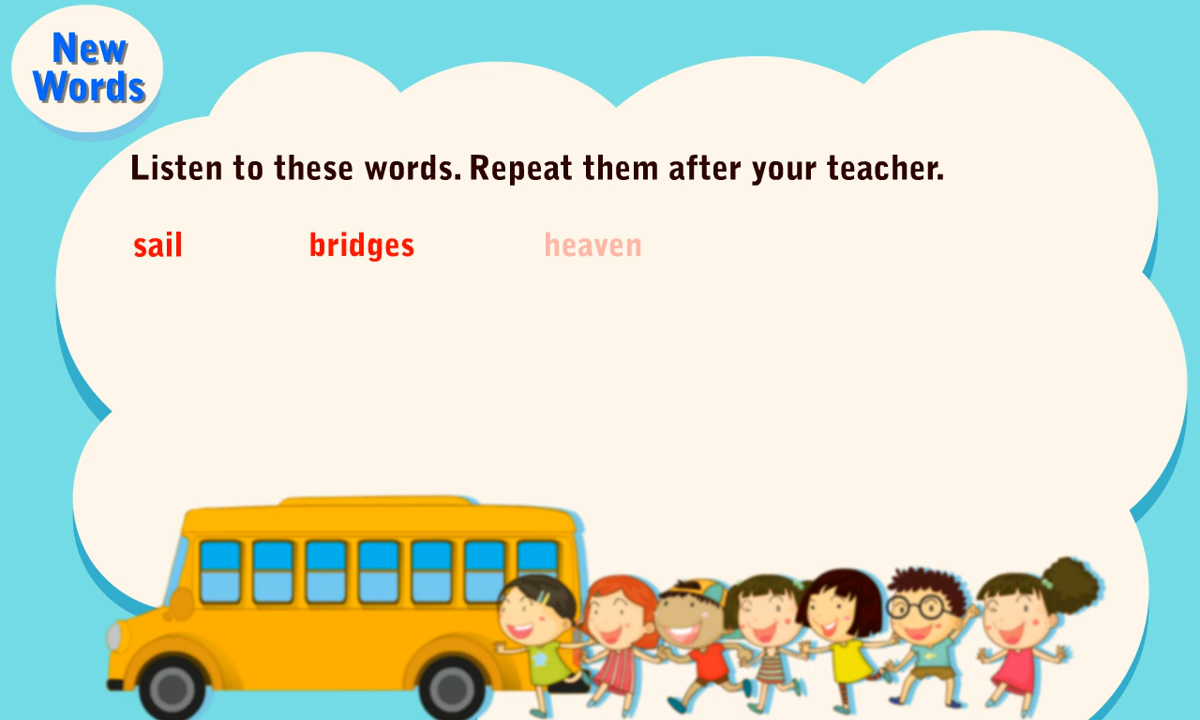 New
Words
Listen to these words. Repeat them after your teacher.
sail bridges heaven